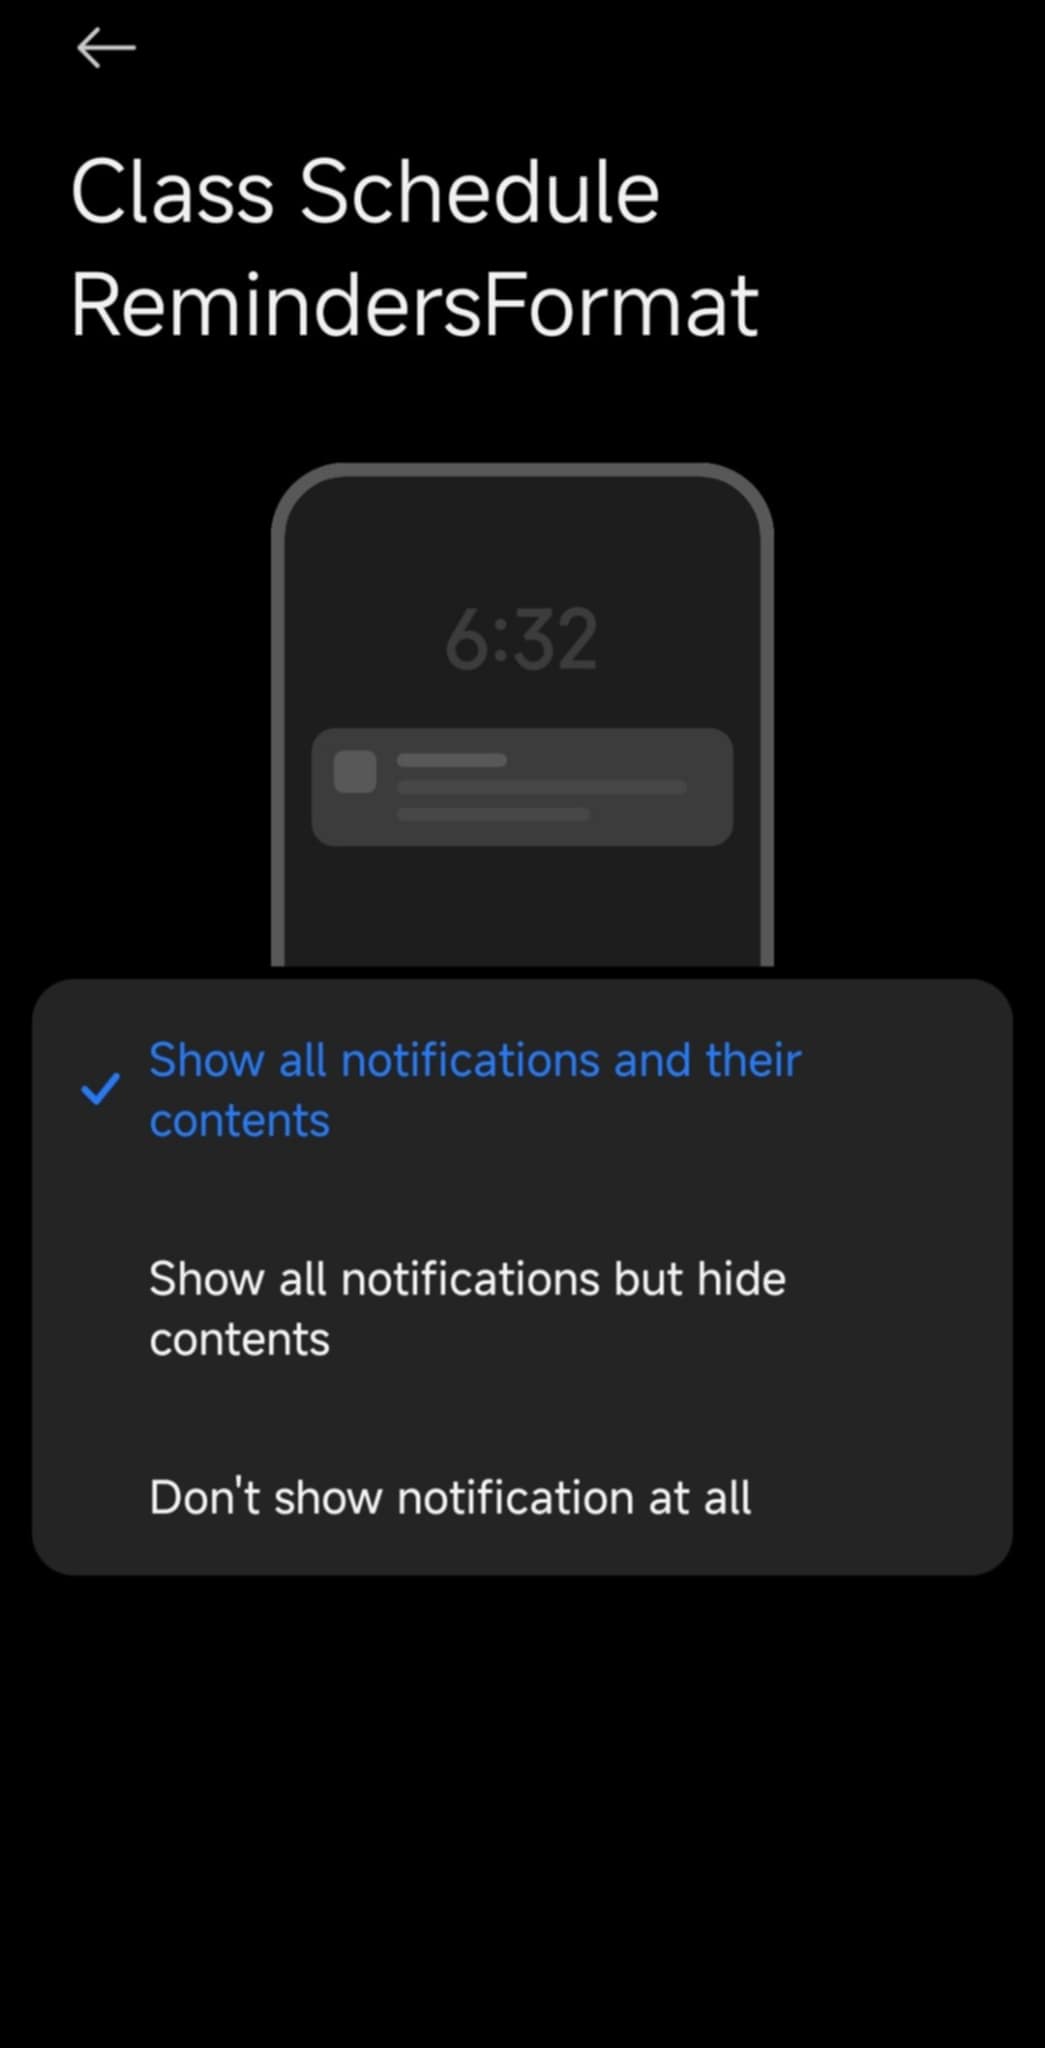 Class Schedule
RemindersFormat
6:32
Show all notifications and their
contents
Show all notifications but hide
contents
Don't show notification at all